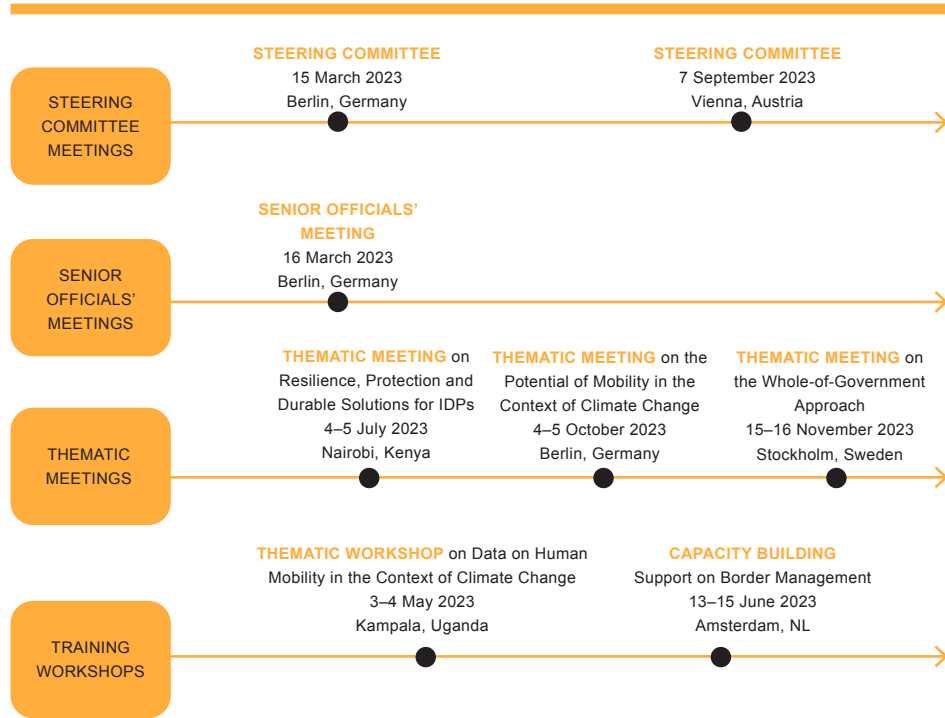 STEERING COMMITTEE
15 March 2023
Berlin, Germany
STEERING COMMITTEE
7 September 2023
Vienna, Austria
STEERING
COMMITTEE
MEETINGS
SENIOR OFFICIALS’
MEETING
16 March 2023
Berlin, Germany
SENIOR
OFFICIALS’
MEETINGS
THEMATIC MEETING on
Resilience, Protection and
Durable Solutions for IDPs
4–5 July 2023
Nairobi, Kenya
THEMATIC MEETING on the
Potential of Mobility in the
Context of Climate Change
4–5 October 2023
Berlin, Germany
THEMATIC MEETING on
the Whole-of-Government
Approach
15–16 November 2023
Stockholm, Sweden
THEMATIC
MEETINGS
THEMATIC WORKSHOP on Data on Human
Mobility in the Context of Climate Change
3–4 May 2023
Kampala, Uganda
CAPACITY BUILDING
Support on Border Management
13–15 June 2023
Amsterdam, NL
TRAINING
WORKSHOPS